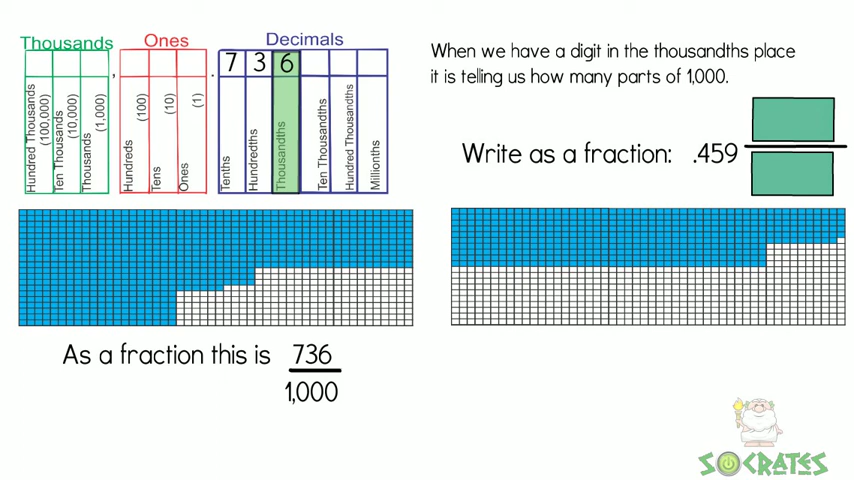 Thousands Ones Decimals
, . 7 3 6
Hundred Thousands (100,000)
Ten Thousands (10,000)
Thousands (1,000)
Hundreds (100)
Tens (10)
Ones (1)
Tenths
Hundredths
Thousandths
Ten Thousandths
Hundred Thousandths
Millionths
As a fraction this is 736
1,000
When we have a digit in the thousandths place
it is telling us how many parts of 1,000.
Write as a fraction: .459
SOCRATES